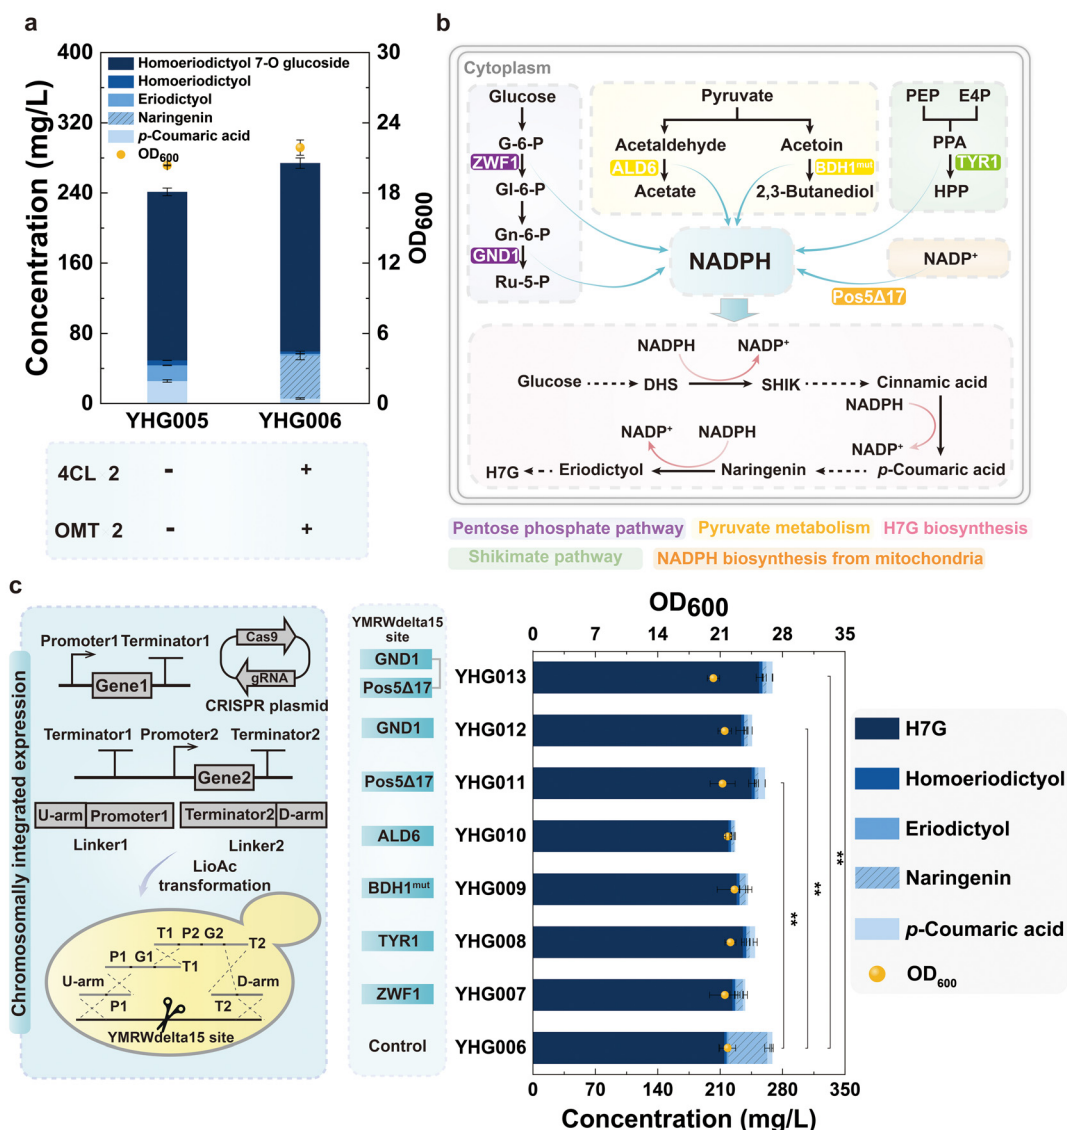 a
400
320
240
160
80
0
Concentration (mg/L)
30
24
18
12
6
0
OD600
Homoeriodictyol 7-O glucoside
Homoeriodictyol
Eriodictyol
Naringenin
p-Coumaric acid
OD600
YHG005 YHG006
4CL 2 - +
OMT 2 - +
b
Cytoplasm
Glucose
G-6-P
ZWF1
Gl-6-P
Gn-6-P
GND1
Ru-5-P
Pyruvate
Acetaldehyde Acetoin
ALD6 BDH1mut
Acetate 2,3-Butanediol
PEP E4P
PPA
TYR1
HPP
NADPH
NADP+
Pos5Δ17
NADPH NADP+
Glucose DHS SHIK Cinnamic acid
NADPH
NADP+
NADP+ NADPH
H7G Eriodictyol Naringenin p-Coumaric acid
Pentose phosphate pathway Pyruvate metabolism H7G biosynthesis
Shikimate pathway NADPH biosynthesis from mitochondria
c
Chromosomally integrated expression
Promoter1 Terminator1
Gene1
Cas9
gRNA
CRISPR plasmid
Terminator1 Promoter2 Terminator2
Gene2
U-arm Promoter1 Terminator2 D-arm
Linker1 Linker2
LioAc
transformation
T1 P2 G2 T2
P1 G1 T1
U-arm D-arm
P1 T2
YMRWdelta15 site
YMRWdelta15
site
GND1
Pos5Δ17
GND1
Pos5Δ17
ALD6
BDH1mut
TYR1
ZWF1
Control
OD600
0 7 14 21 28 35
YHG013
YHG012
YHG011
YHG010
YHG009
YHG008
YHG007
YHG006
**
**
**
0 70 140 210 280 350
Concentration (mg/L)
H7G
Homoeriodictyol
Eriodictyol
Naringenin
p-Coumaric acid
OD600